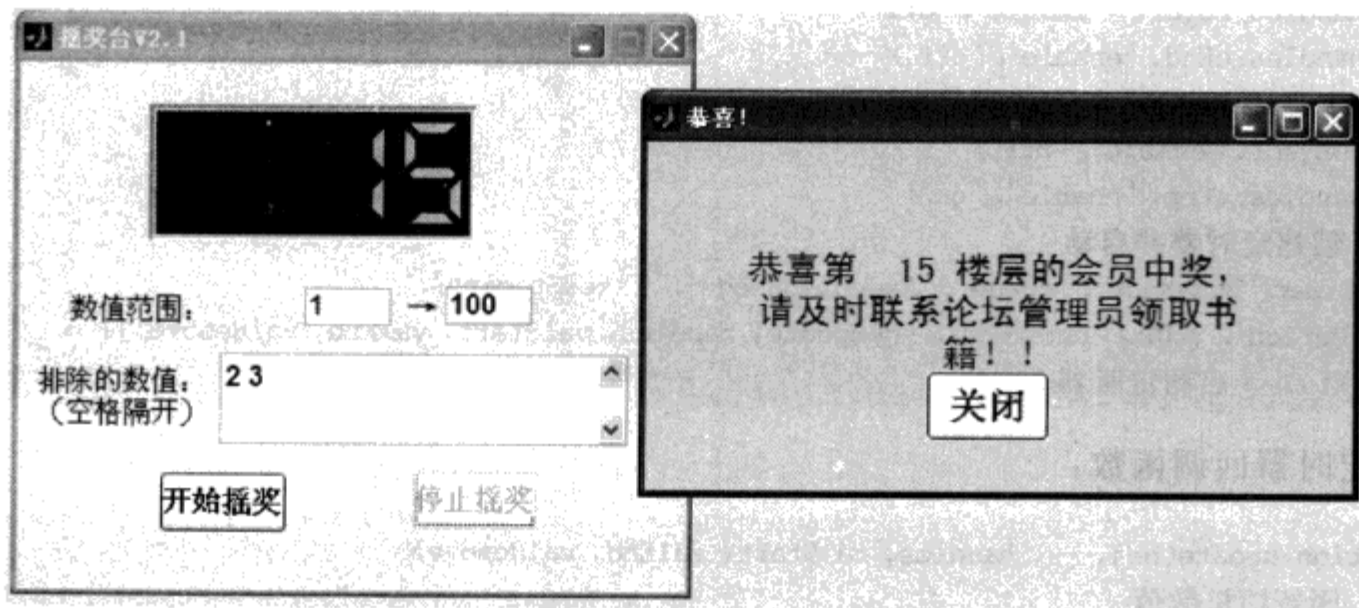 摇奖台V2.1
15
数值范围: 1 → 100
排除的数值: 2 3
(空格隔开)
开始摇奖 停止摇奖
恭喜!
恭喜第 15 楼层的会员中奖,
请及时联系论坛管理员领取书
籍!!
关闭